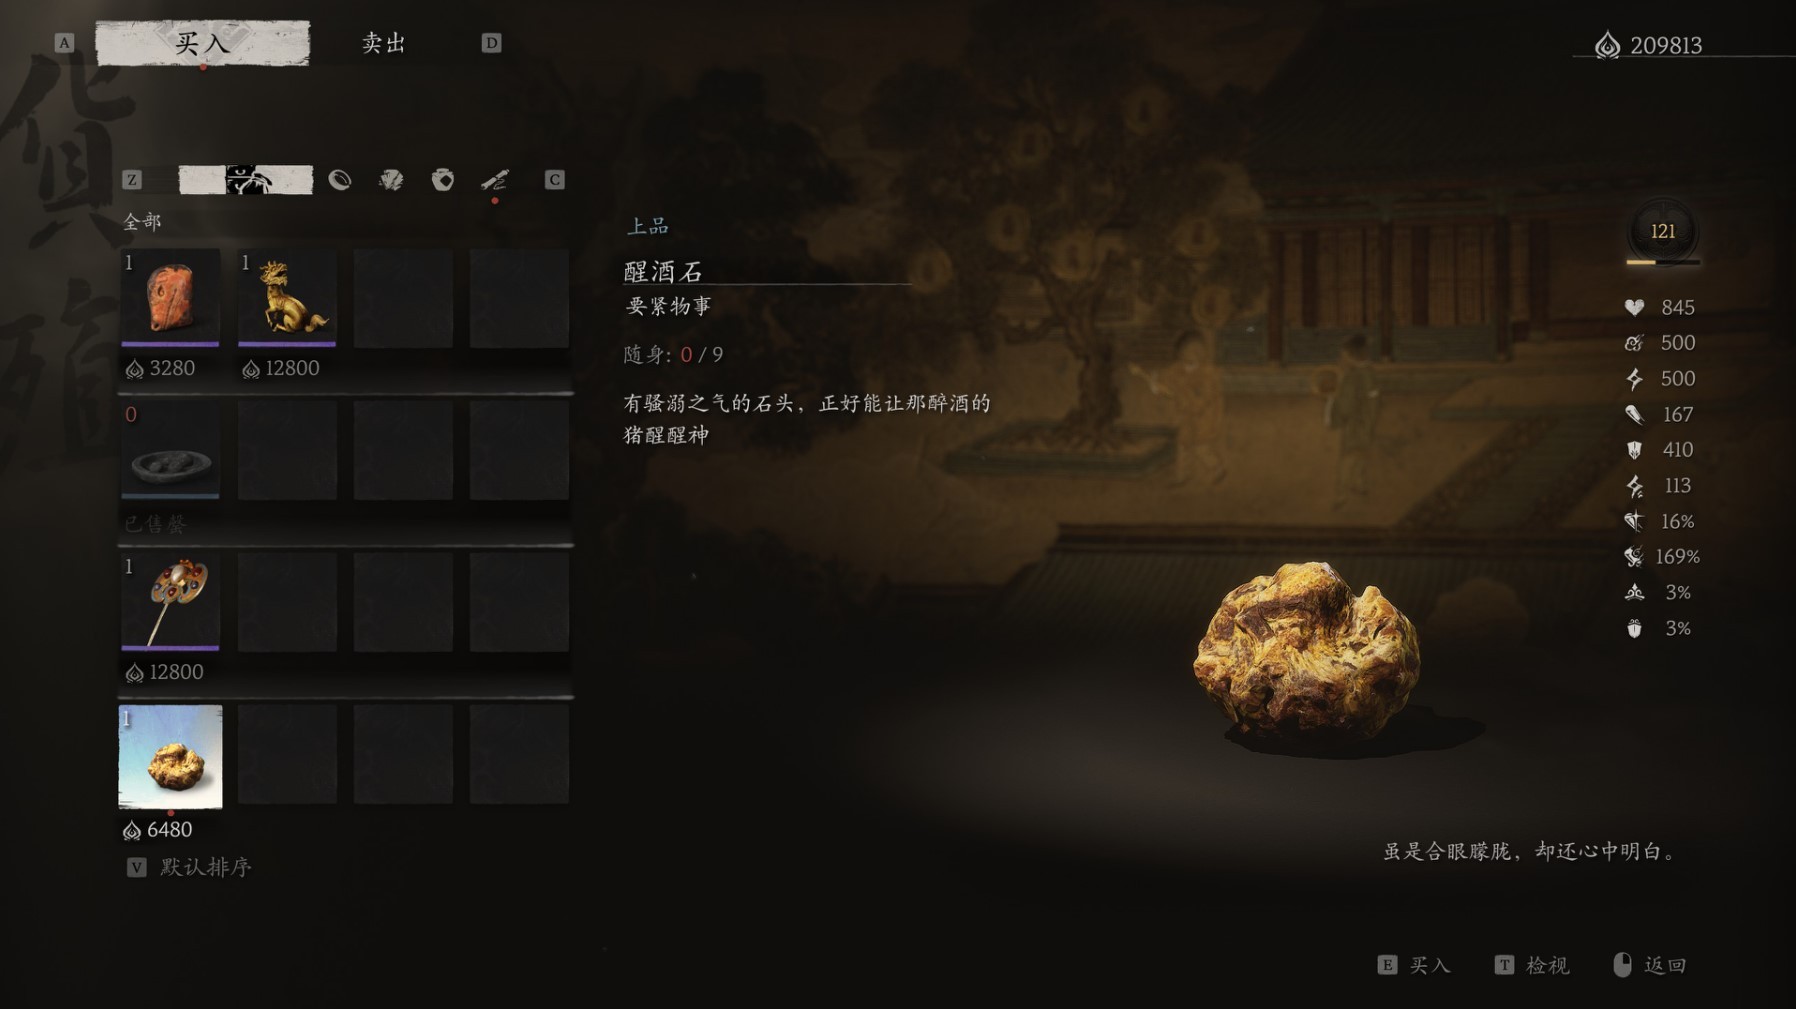 A 买入 卖出 D
209813
貨
殖
Z C
全部
1 1
3280 12800
0
已售罄
1
12800
1
6480
V 默认排序
上品
醒酒石
要紧物事
随身: 0 / 9
有骚溺之气的石头，正好能让那醉酒的
猪醒醒神
121
845
500
500
167
410
113
16%
169%
3%
3%
虽是合眼朦胧，却还心中明白。
E 买入 T 检视 返回